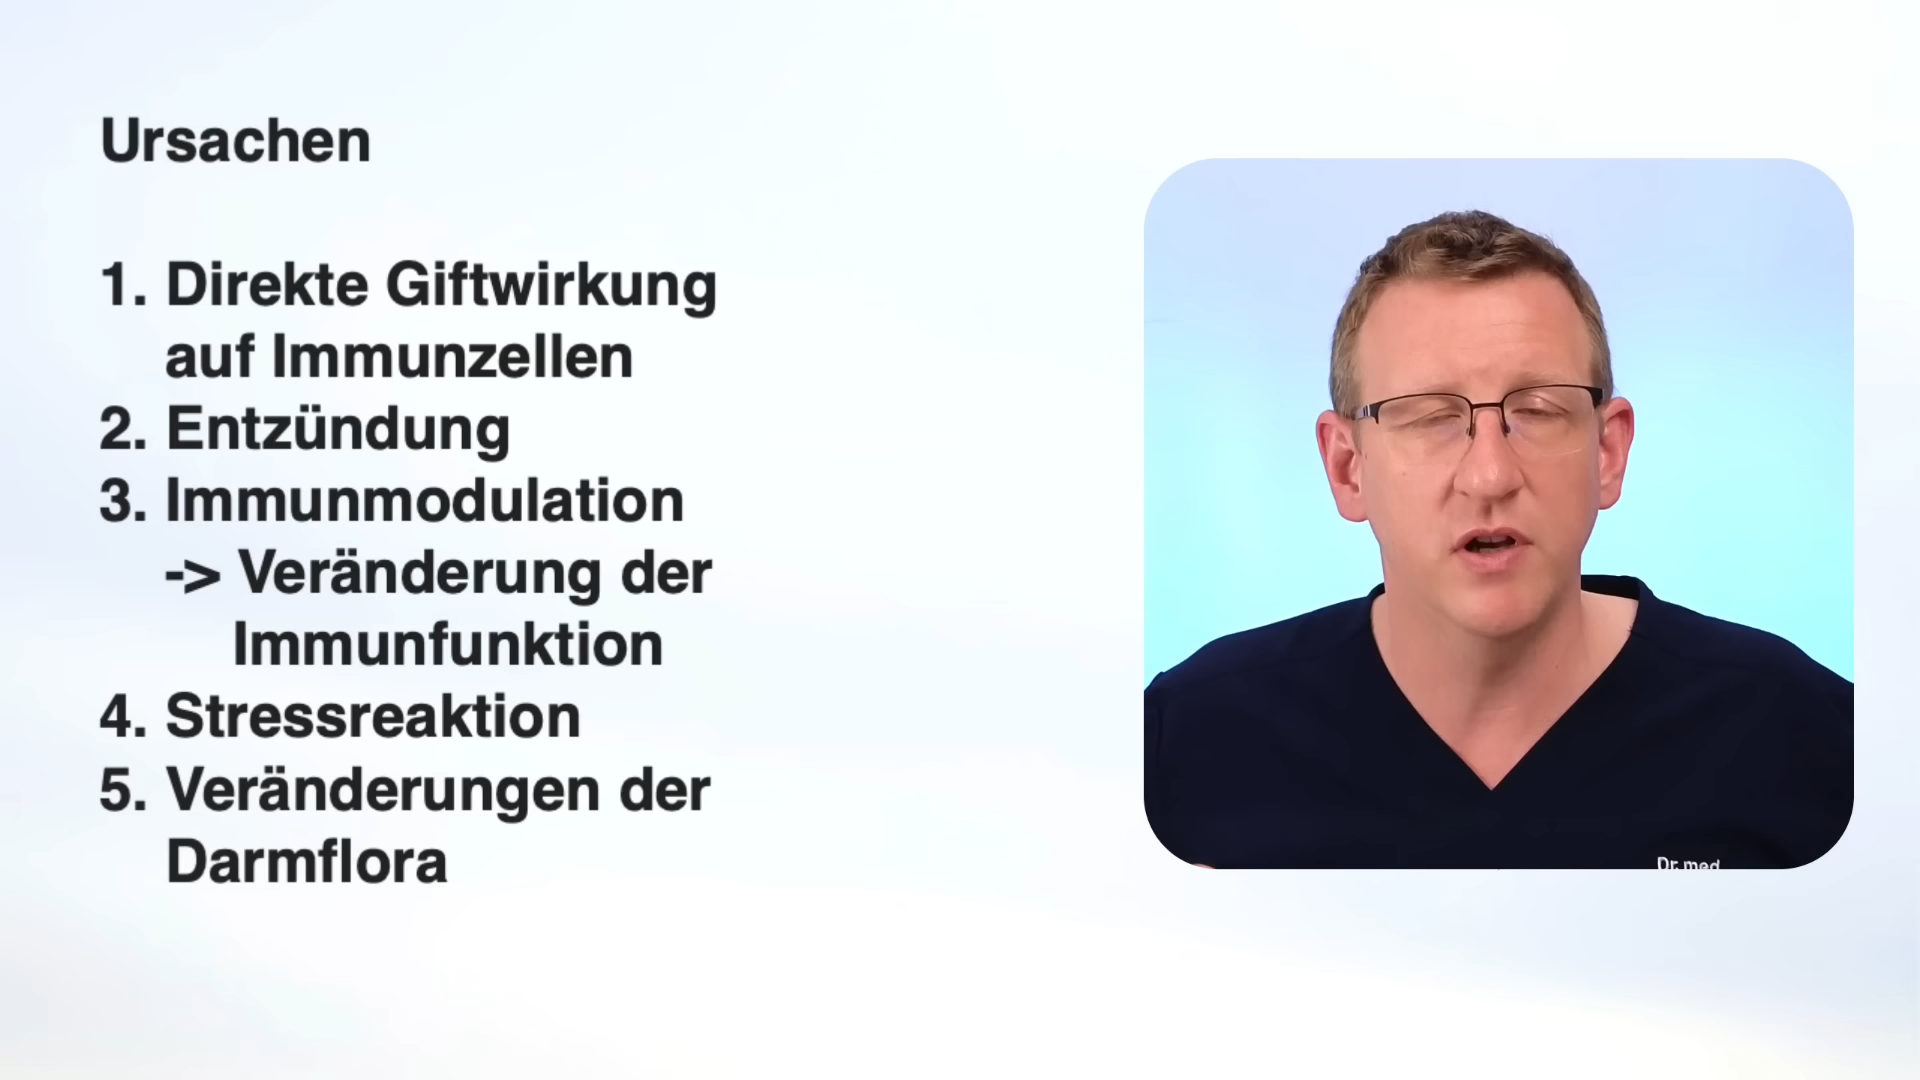 Ursachen
1. Direkte Giftwirkung
auf Immunzellen
2. Entzündung
3. Immunmodulation
-> Veränderung der
Immunfunktion
4. Stressreaktion
5. Veränderungen der
Darmflora
Dr. med.